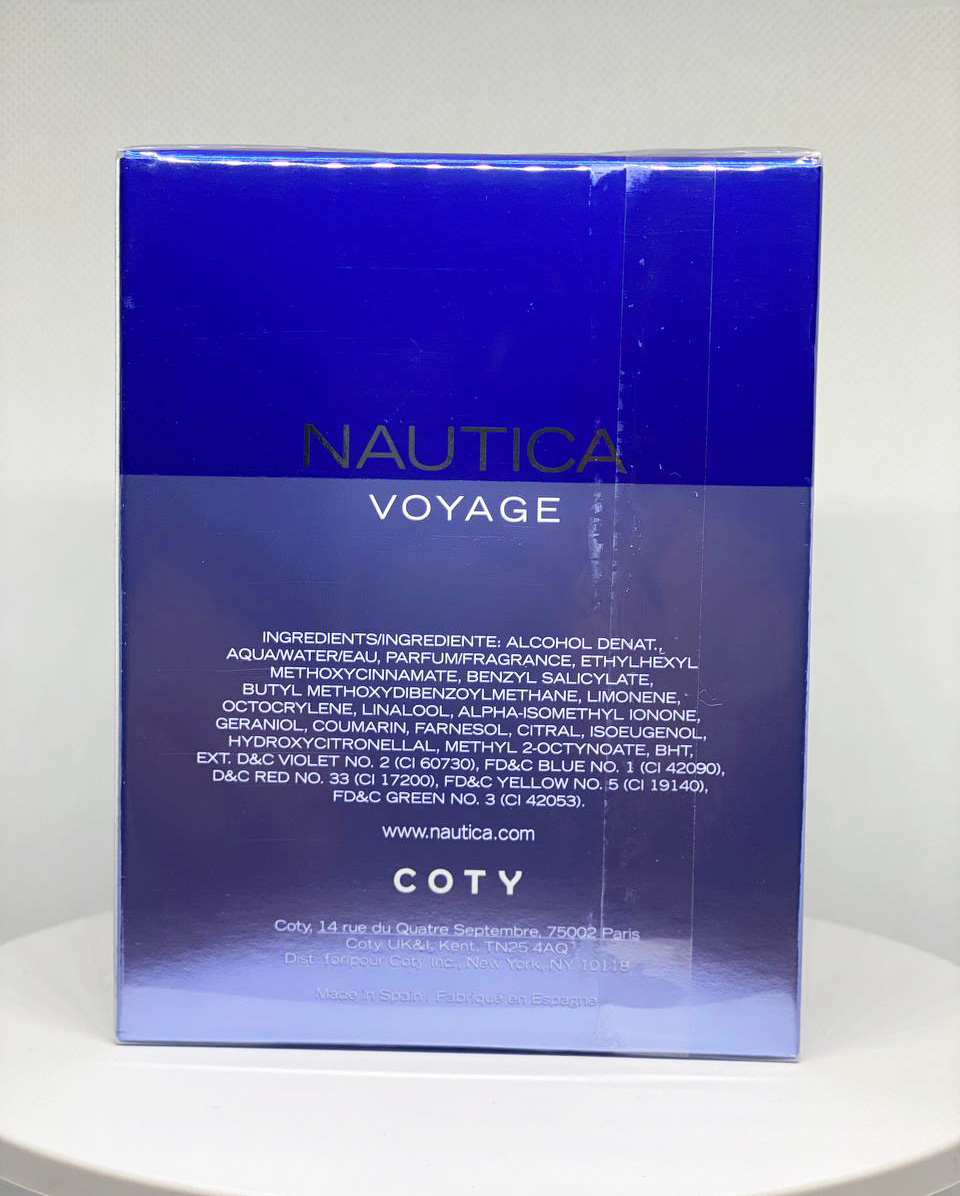 NAUTICA
VOYAGE
INGREDIENTS/INGREDIENTE: ALCOHOL DENAT.,
AQUA/WATER/EAU, PARFUM/FRAGRANCE, ETHYLHEXYL
METHOXYCINNAMATE, BENZYL SALICYLATE,
BUTYL METHOXYDIBENZOYLMETHANE, LIMONENE,
OCTOCRYLENE, LINALOOL, ALPHA-ISOMETHYL IONONE,
GERANIOL, COUMARIN, FARNESOL, CITRAL, ISOEUGENOL,
HYDROXYCITRONELLAL, METHYL 2-OCTYNOATE, BHT,
EXT. D&C VIOLET NO. 2 (CI 60730), FD&C BLUE NO. 1 (CI 42090),
D&C RED NO. 33 (CI 17200), FD&C YELLOW NO. 5 (CI 19140),
FD&C GREEN NO. 3 (CI 42053).
www.nautica.com
COTY
Coty, 14 rue du Quatre Septembre, 75002 Paris
Coty UK&I, Kent, TN25 4AQ
Dist. for/pour Coty Inc., New York, NY 10118
Made in Spain / Fabriqué en Espagne